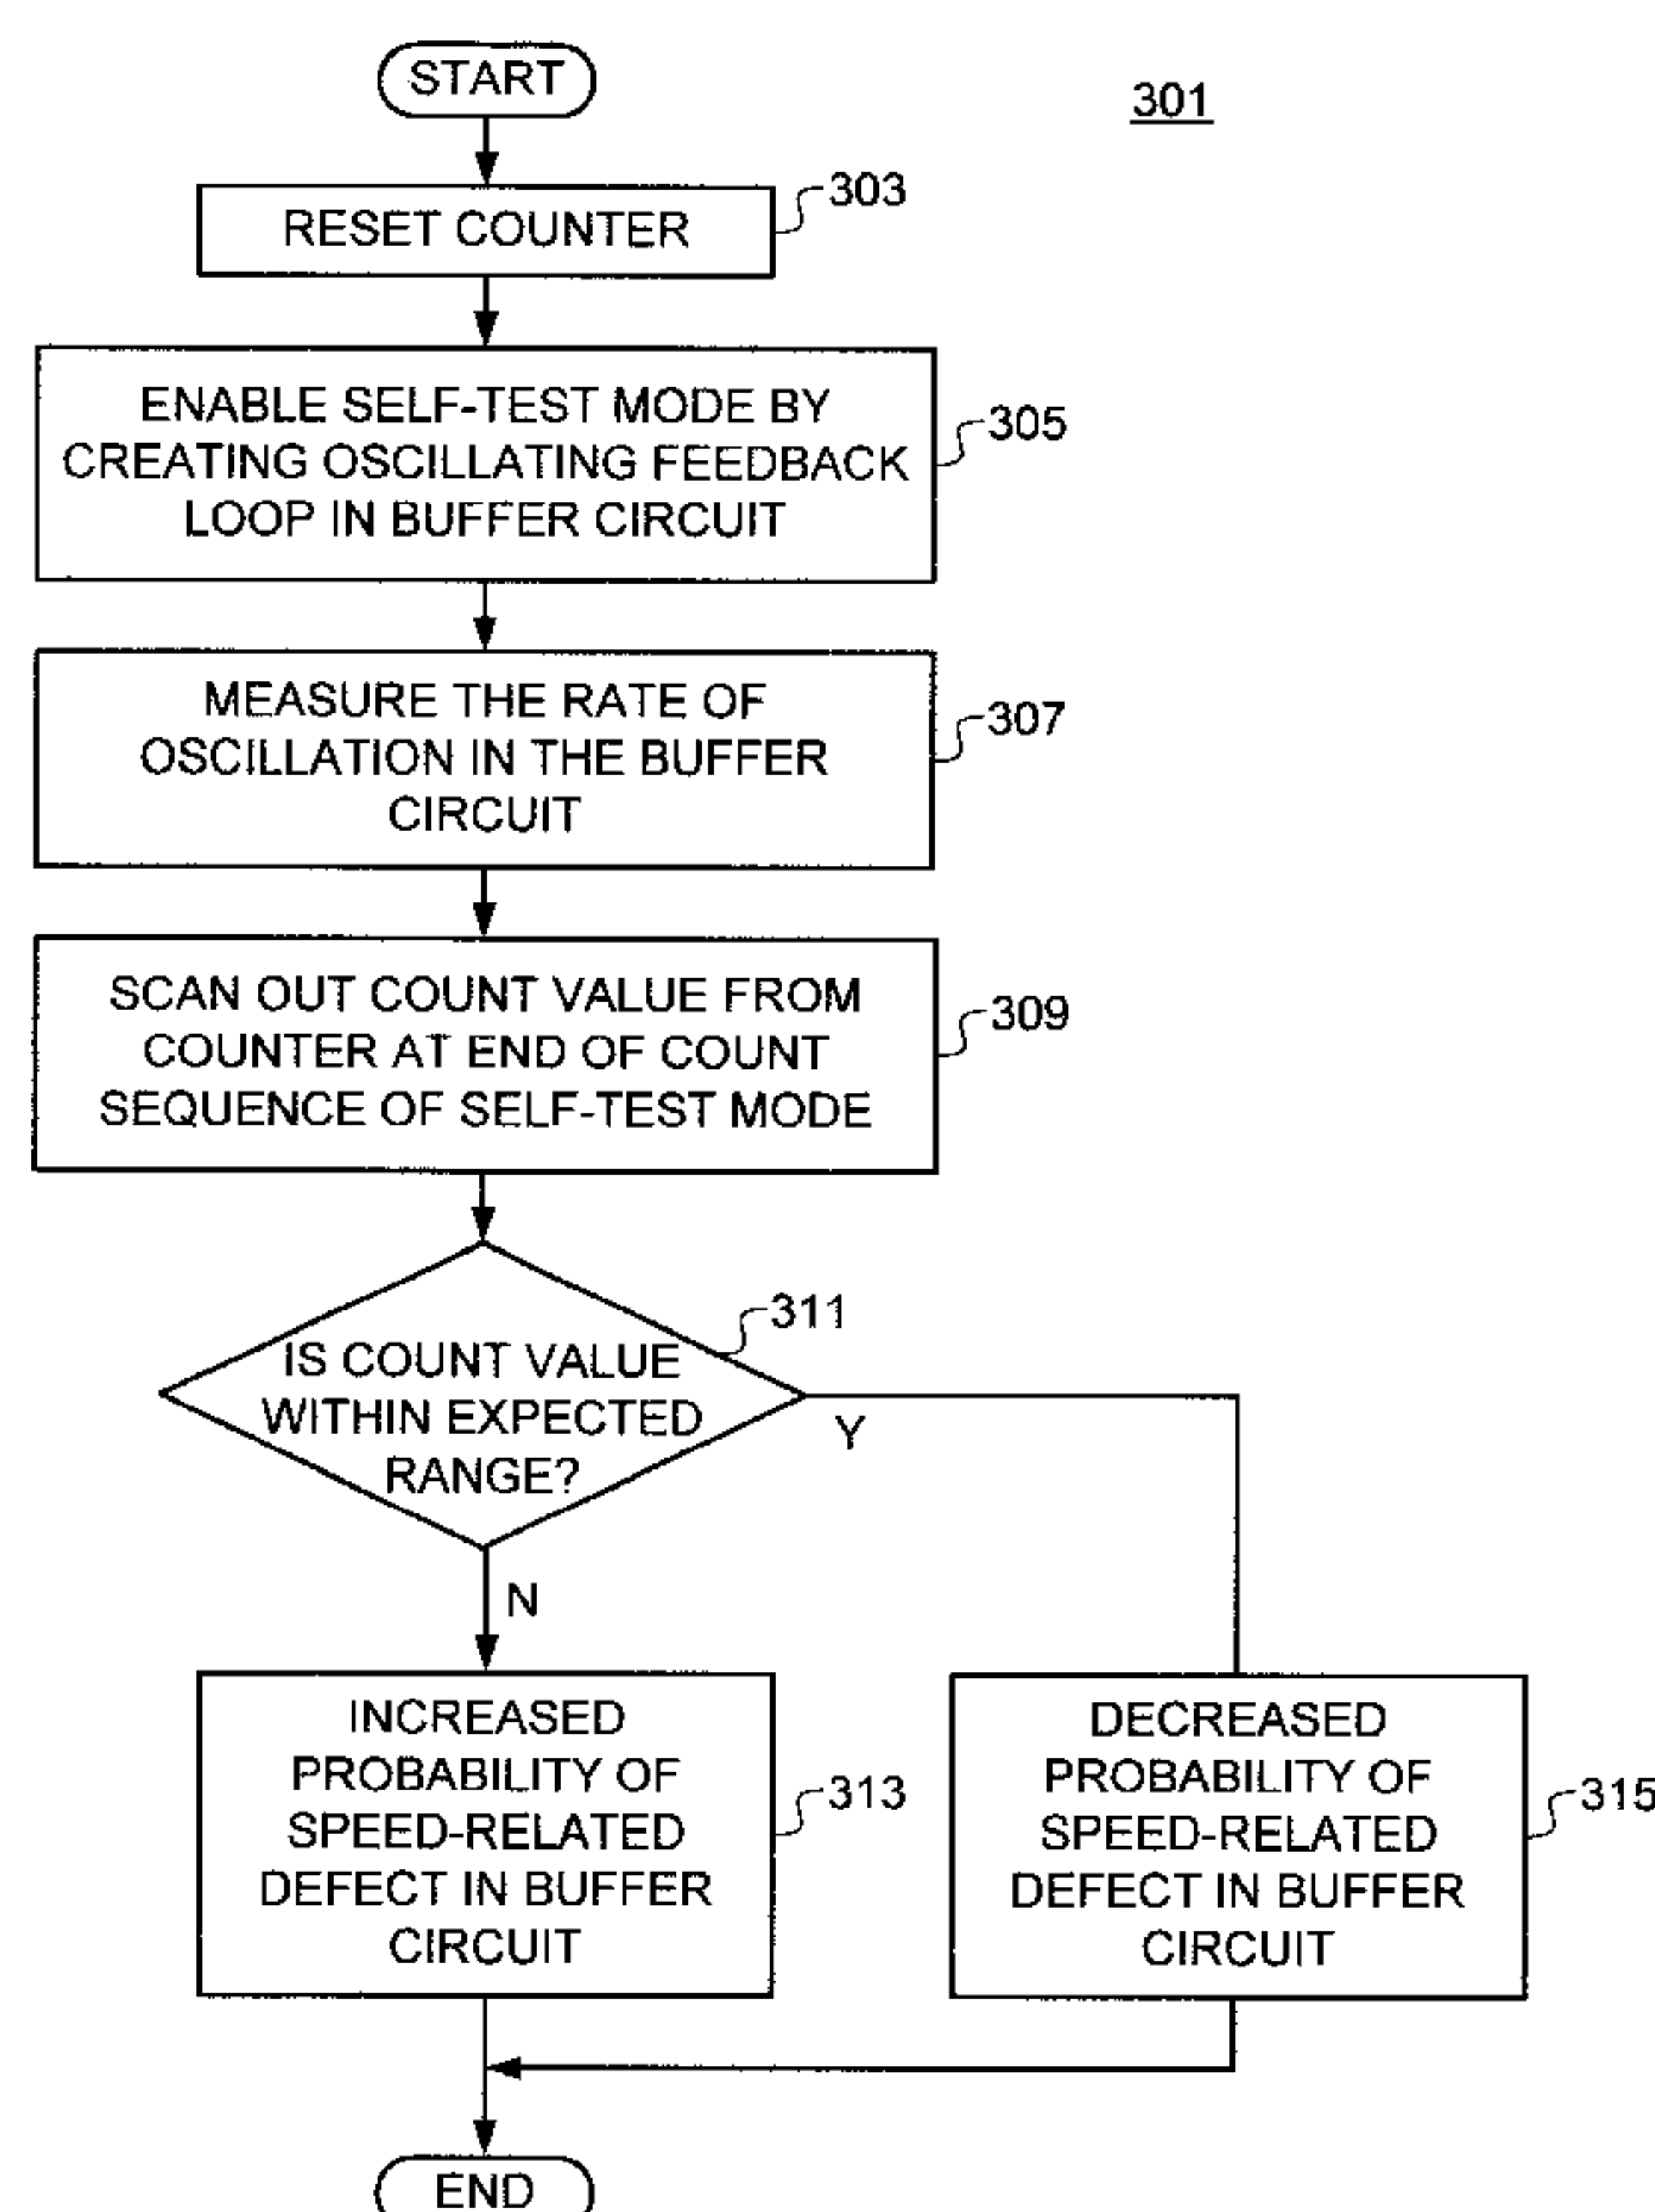 START
301
RESET COUNTER
303
ENABLE SELF-TEST MODE BY
CREATING OSCILLATING FEEDBACK
LOOP IN BUFFER CIRCUIT
305
MEASURE THE RATE OF
OSCILLATION IN THE BUFFER
CIRCUIT
307
SCAN OUT COUNT VALUE FROM
COUNTER AT END OF COUNT
SEQUENCE OF SELF-TEST MODE
309
IS COUNT VALUE
WITHIN EXPECTED
RANGE?
311
Y
N
INCREASED
PROBABILITY OF
SPEED-RELATED
DEFECT IN BUFFER
CIRCUIT
313
DECREASED
PROBABILITY OF
SPEED-RELATED
DEFECT IN BUFFER
CIRCUIT
315
END